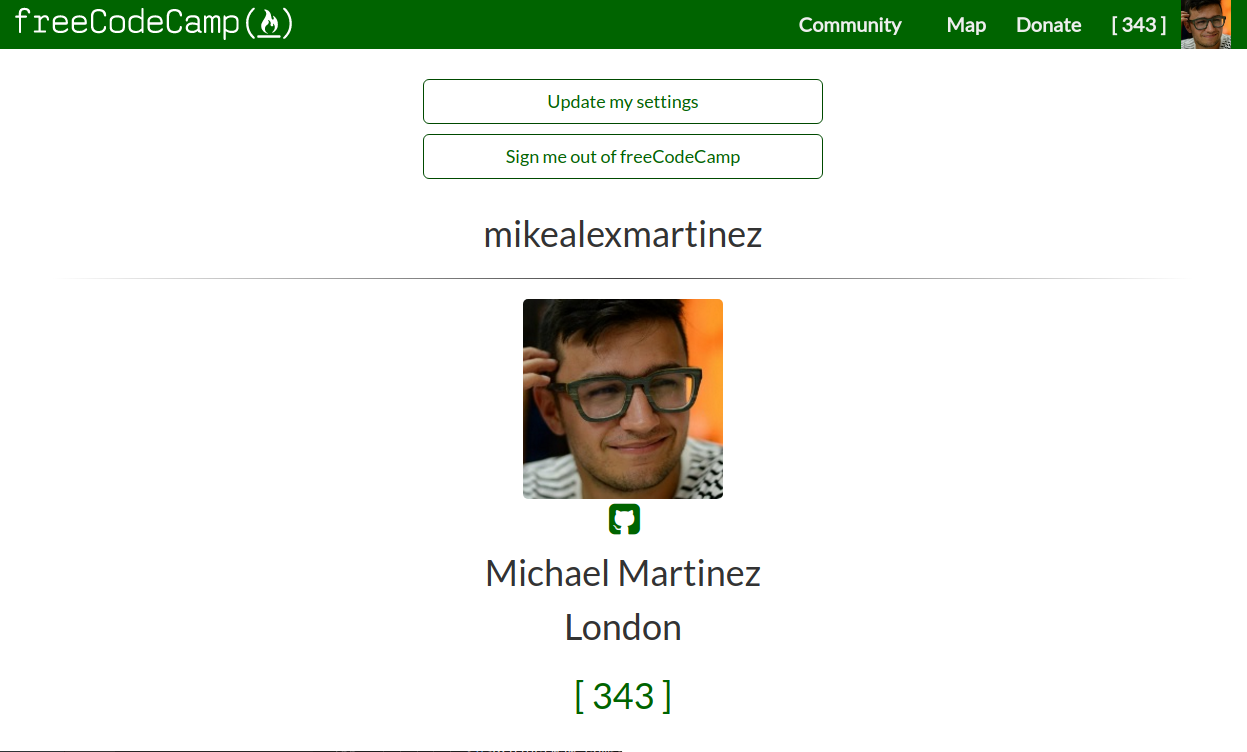 freeCodeCamp(🔥) Community Map Donate [ 343 ]
Update my settings
Sign me out of freeCodeCamp
mikealexmartinez
Michael Martinez
London
[ 343 ]